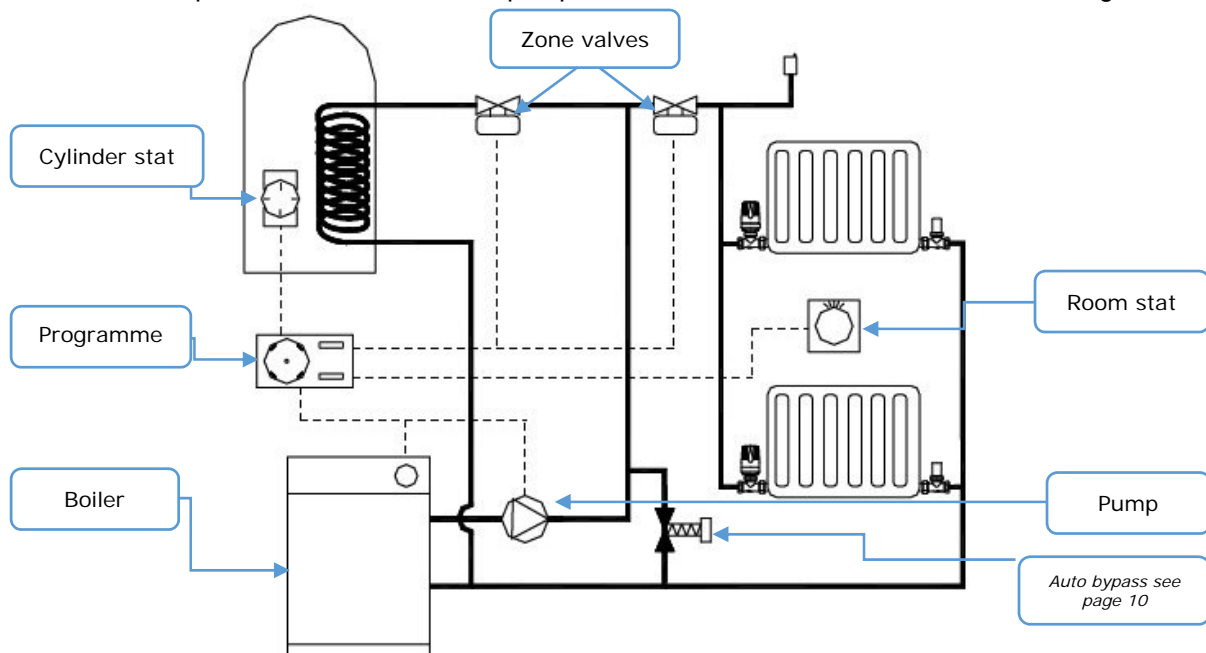 Zone valves
Cylinder stat
Programme
Room stat
Boiler
Pump
Auto bypass see
page 10